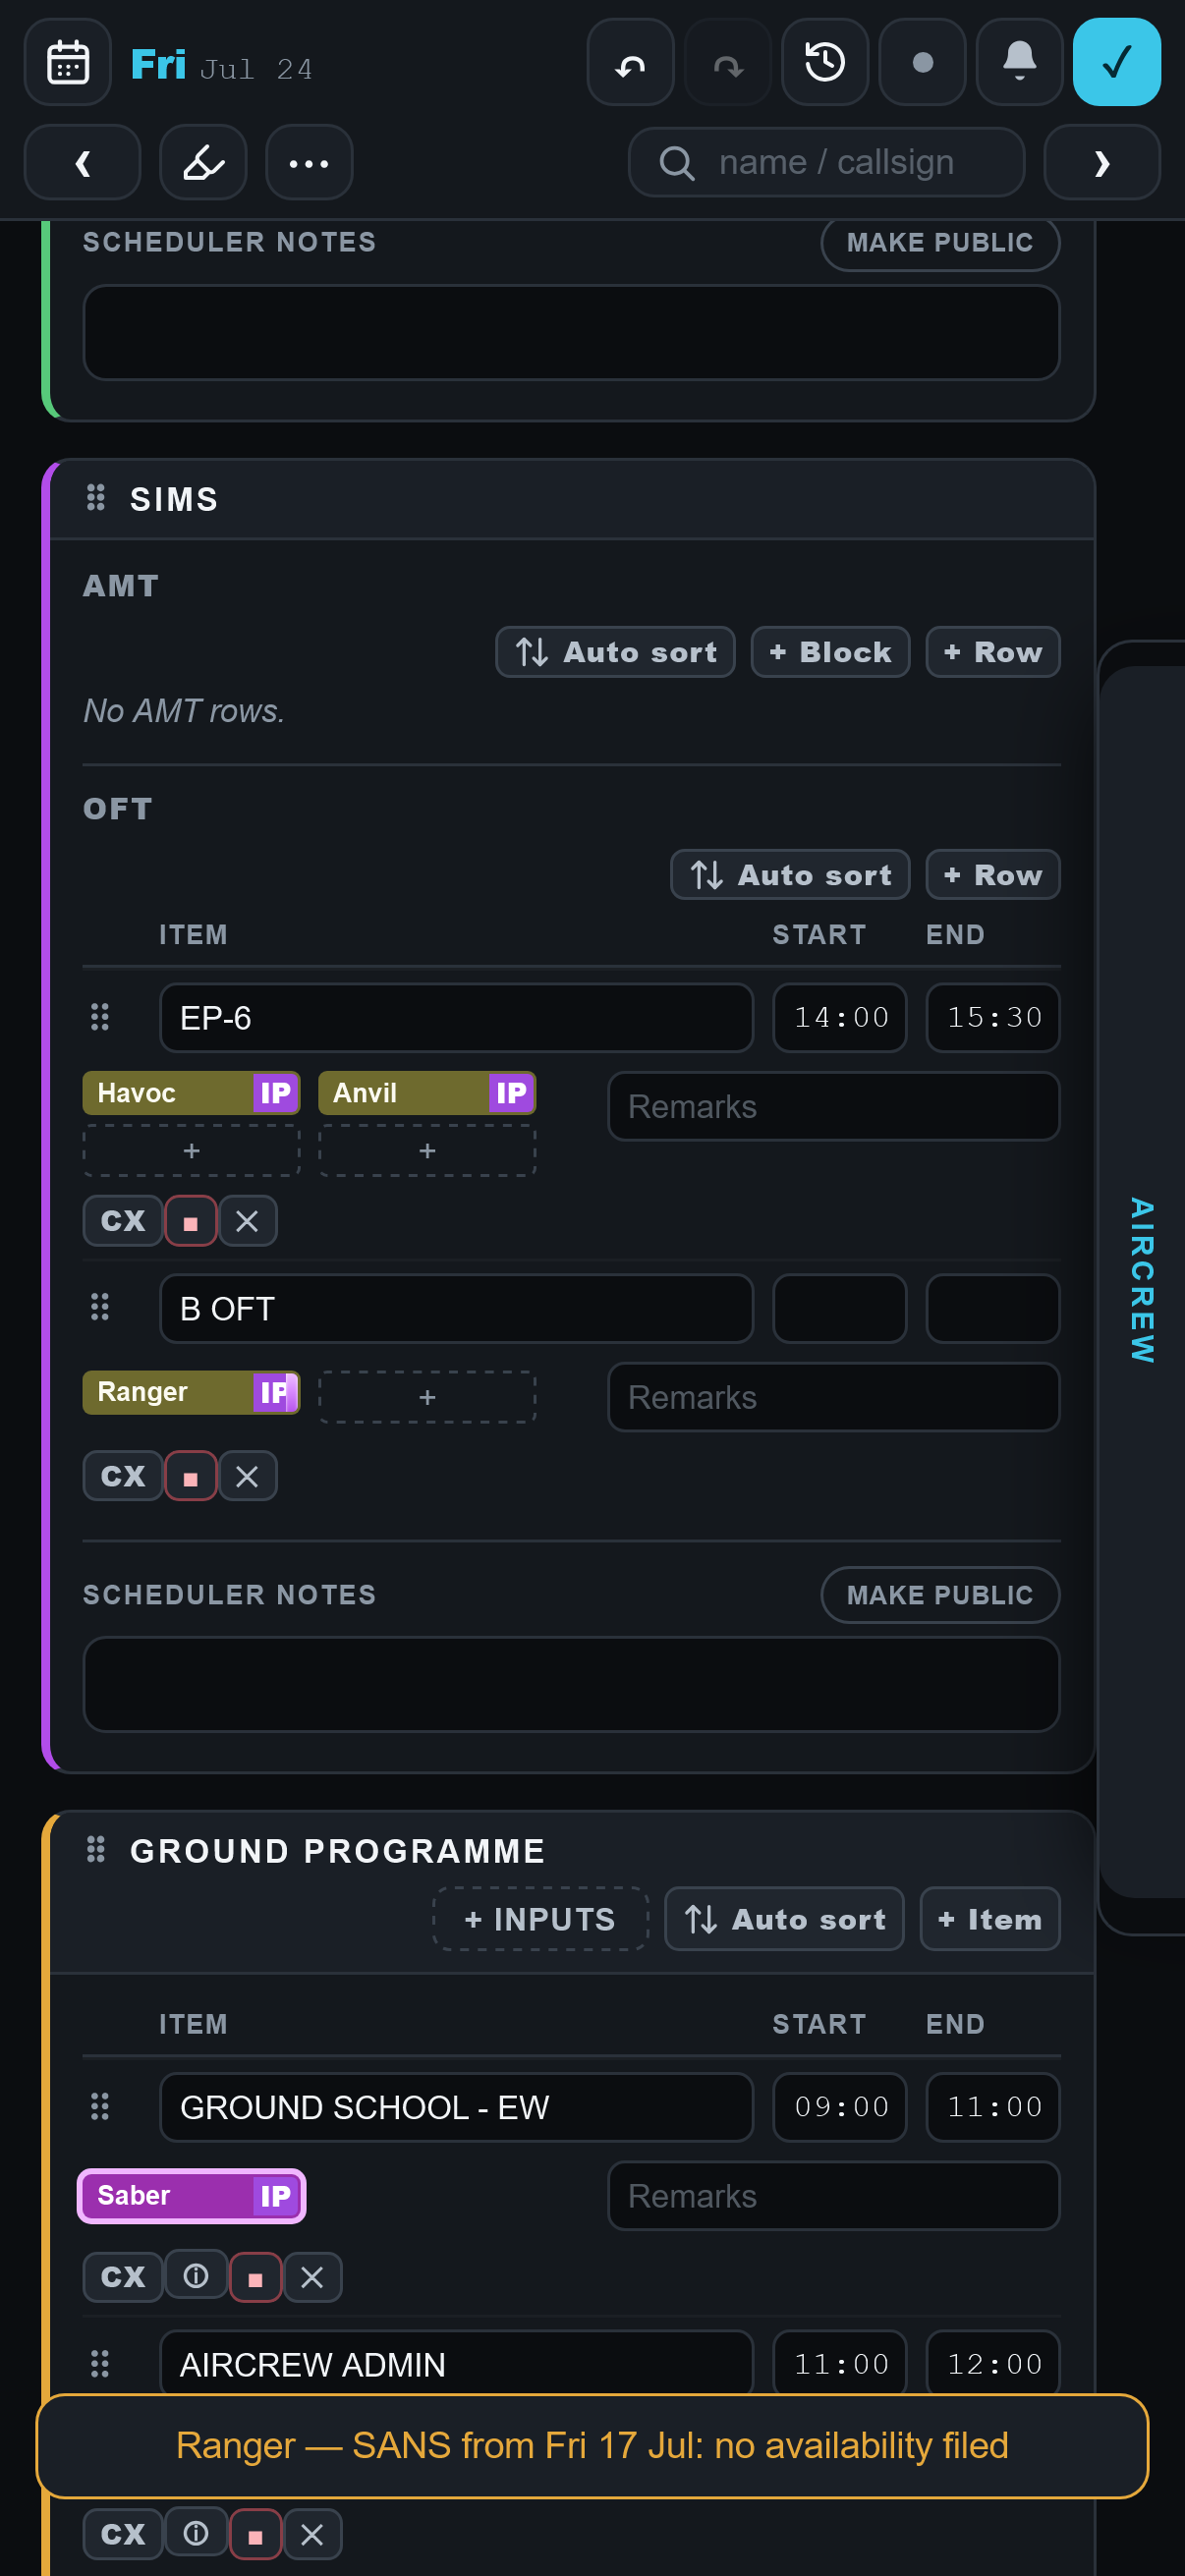 Fri Jul 24
name / callsign
SCHEDULER NOTES MAKE PUBLIC
SIMS
AMT
Auto sort + Block + Row
No AMT rows.
OFT
Auto sort + Row
ITEM START END
EP-6 14:00 15:30
Havoc IP Anvil IP Remarks
+ +
CX
B OFT
Ranger IP + Remarks
CX
SCHEDULER NOTES MAKE PUBLIC
AIRCREW
GROUND PROGRAMME
+ INPUTS Auto sort + Item
ITEM START END
GROUND SCHOOL - EW 09:00 11:00
Saber IP Remarks
CX
AIRCREW ADMIN 11:00 12:00
Ranger — SANS from Fri 17 Jul: no availability filed
CX